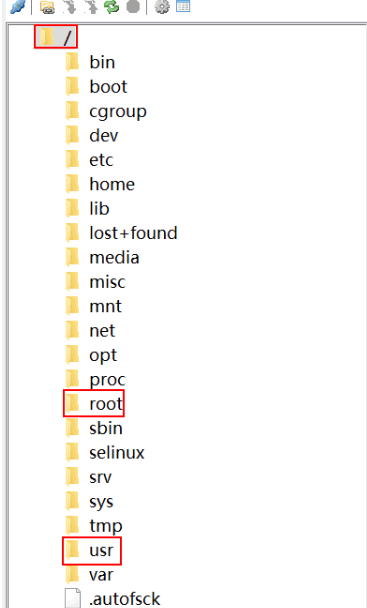 /
bin
boot
cgroup
dev
etc
home
lib
lost+found
media
misc
mnt
net
opt
proc
root
sbin
selinux
srv
sys
tmp
usr
var
.autofsck